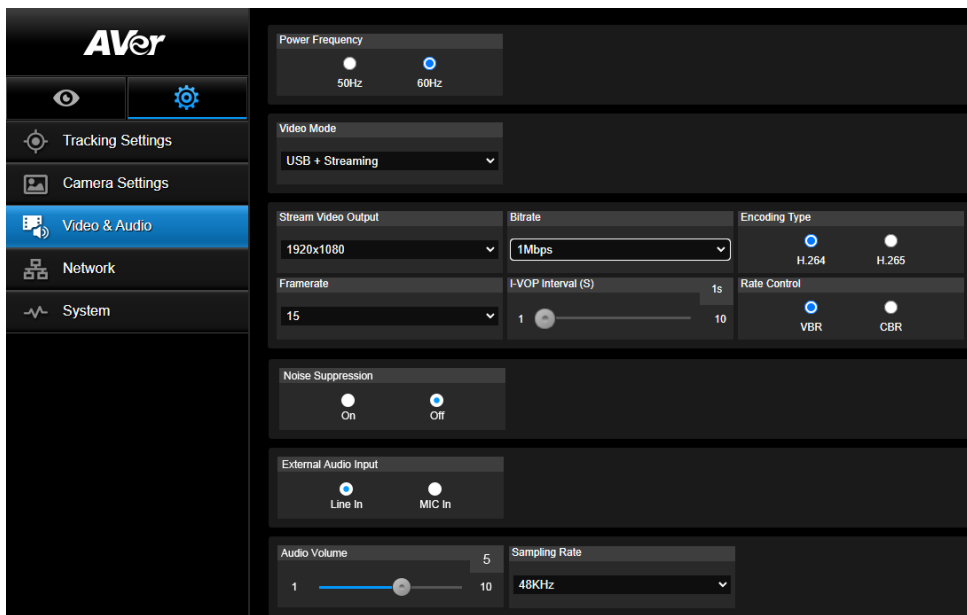 AVer
Tracking Settings
Camera Settings
Video & Audio
Network
System
Power Frequency
50Hz 60Hz
Video Mode
USB + Streaming
Stream Video Output Bitrate Encoding Type
1920x1080 1Mbps H.264 H.265
Framerate I-VOP Interval (S) 1s Rate Control
15 1 10 VBR CBR
Noise Suppression
On Off
External Audio Input
Line In MIC In
Audio Volume 5 Sampling Rate
1 10 48KHz